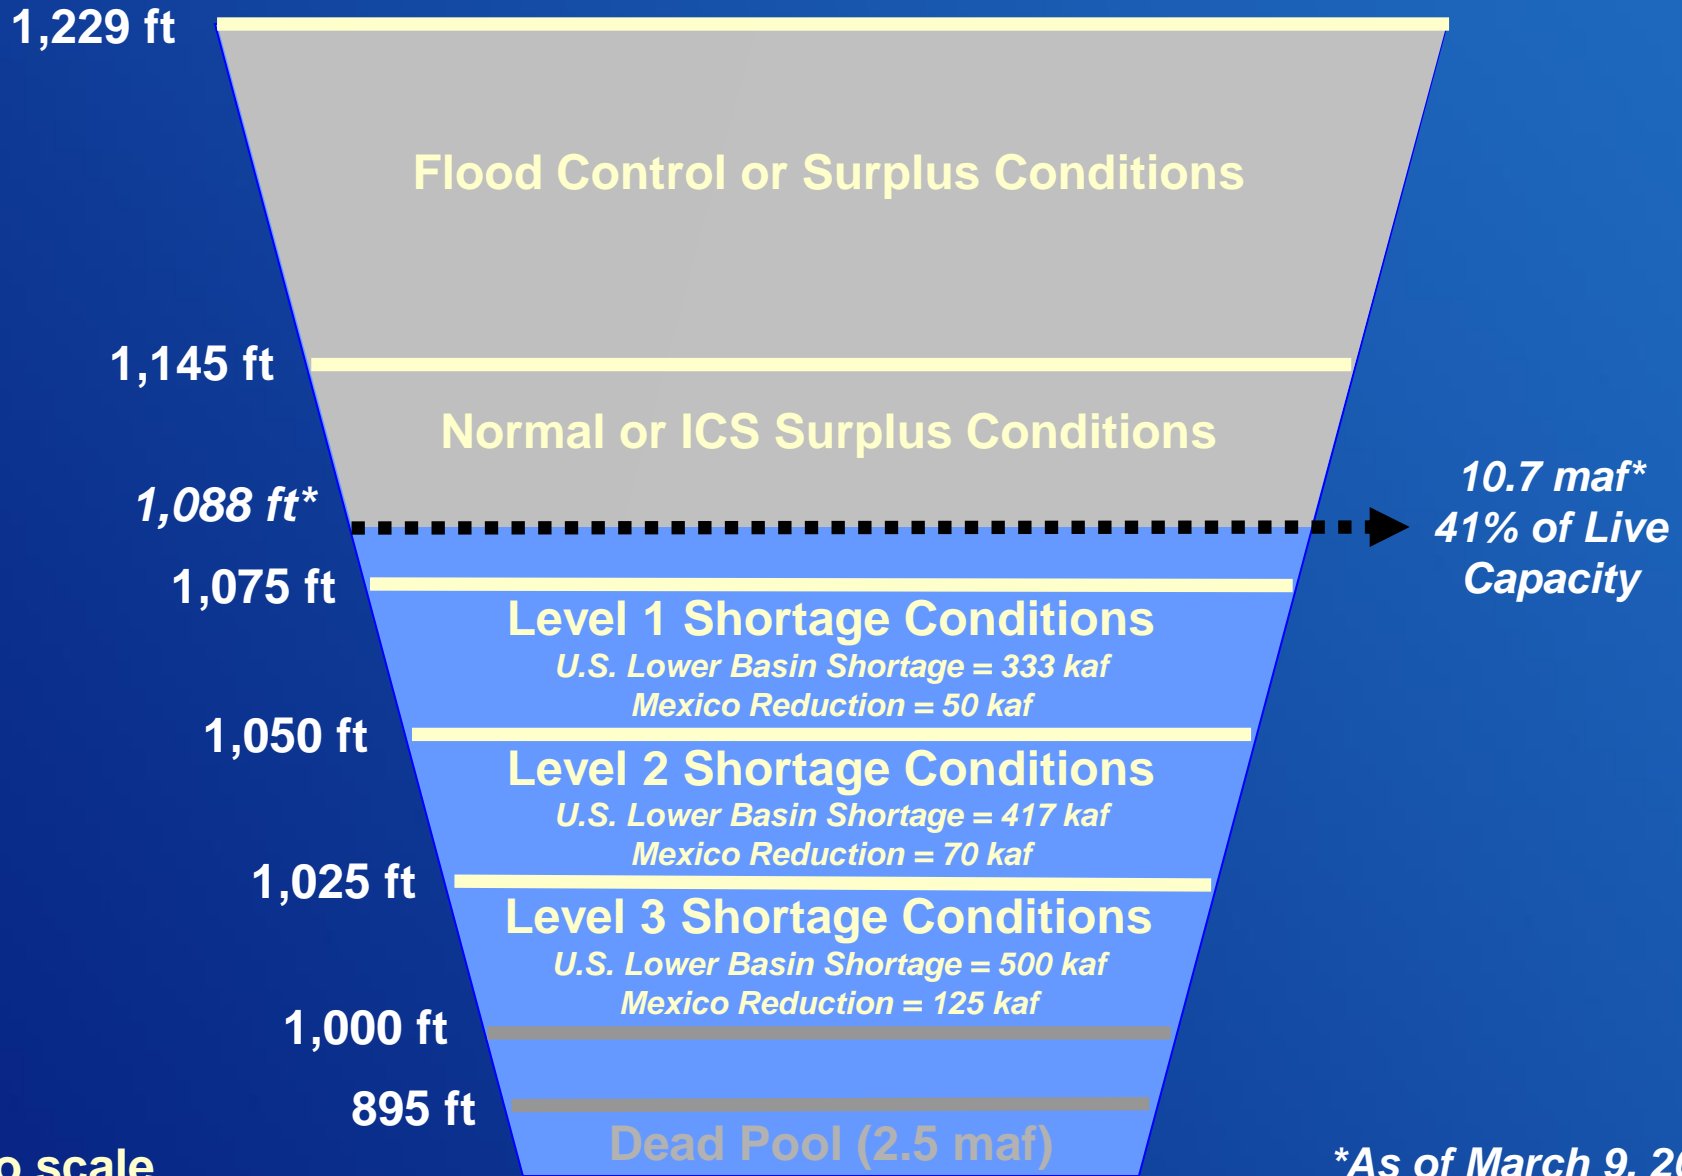 1,229 ft
Flood Control or Surplus Conditions
1,145 ft
Normal or ICS Surplus Conditions
1,088 ft*
10.7 maf*
41% of Live
Capacity
1,075 ft
Level 1 Shortage Conditions
U.S. Lower Basin Shortage = 333 kaf
Mexico Reduction = 50 kaf
1,050 ft
Level 2 Shortage Conditions
U.S. Lower Basin Shortage = 417 kaf
Mexico Reduction = 70 kaf
1,025 ft
Level 3 Shortage Conditions
U.S. Lower Basin Shortage = 500 kaf
Mexico Reduction = 125 kaf
1,000 ft
895 ft
Dead Pool (2.5 maf)
scale
*As of March 9,